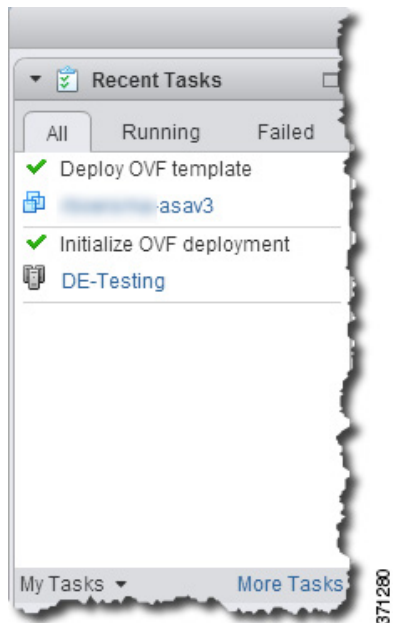 Recent Tasks
All Running Failed
Deploy OVF template
-asav3
Initialize OVF deployment
DE-Testing
My Tasks More Tasks
371280